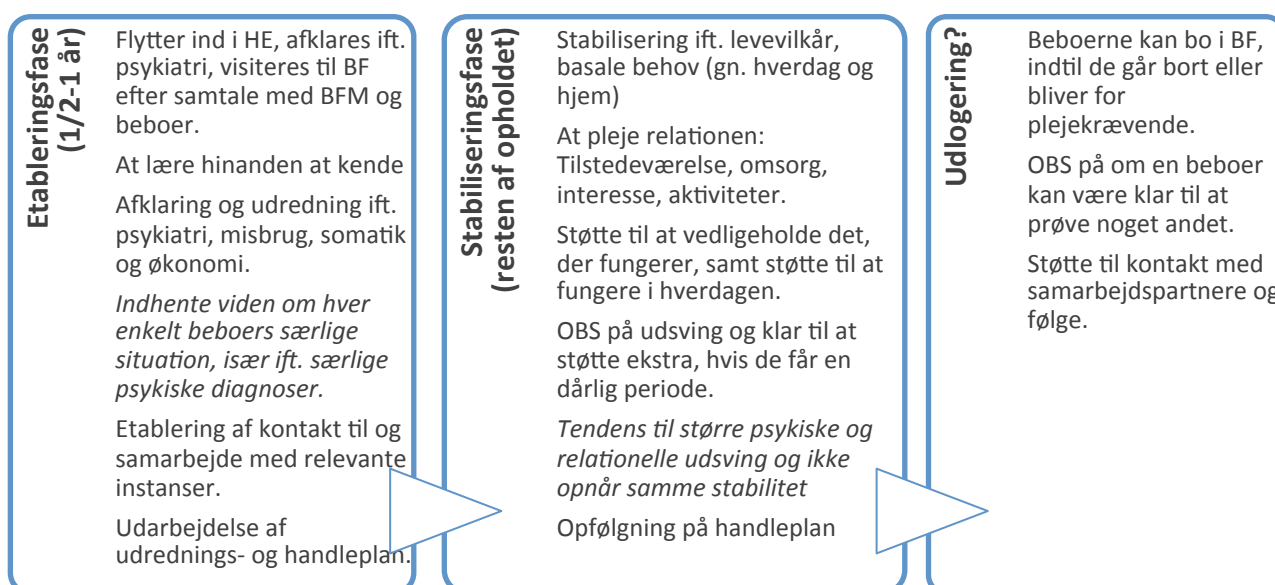 Etableringsfase
(1/2-1 år)
Flytter ind i HE, afklares ift.
psykiatri, visiteres til BF
efter samtale med BFM og
beboer.
At lære hinanden at kende
Afklaring og udredning ift.
psykiatri, misbrug, somatik
og økonomi.
Indhente viden om hver
enkelt beboers særlige
situation, især ift. særlige
psykiske diagnoser.
Etablering af kontakt til og
samarbejde med relevante
instanser.
Udarbejdelse af
udrednings- og handleplan.
Stabiliseringsfase
(resten af opholdet)
Stabilisering ift. levevilkår,
basale behov (gn. hverdag og
hjem)
At pleje relationen:
Tilstedeværelse, omsorg,
interesse, aktiviteter.
Støtte til at vedligeholde det,
der fungerer, samt støtte til at
fungere i hverdagen.
OBS på udsving og klar til at
støtte ekstra, hvis de får en
dårlig periode.
Tendens til større psykiske og
relationelle udsving og ikke
opnår samme stabilitet
Opfølgning på handleplan
Udlogering?
Beboerne kan bo i BF,
indtil de går bort eller
bliver for
plejekrævende.
OBS på om en beboer
kan være klar til at
prøve noget andet.
Støtte til kontakt med
samarbejdspartnere og
følge.